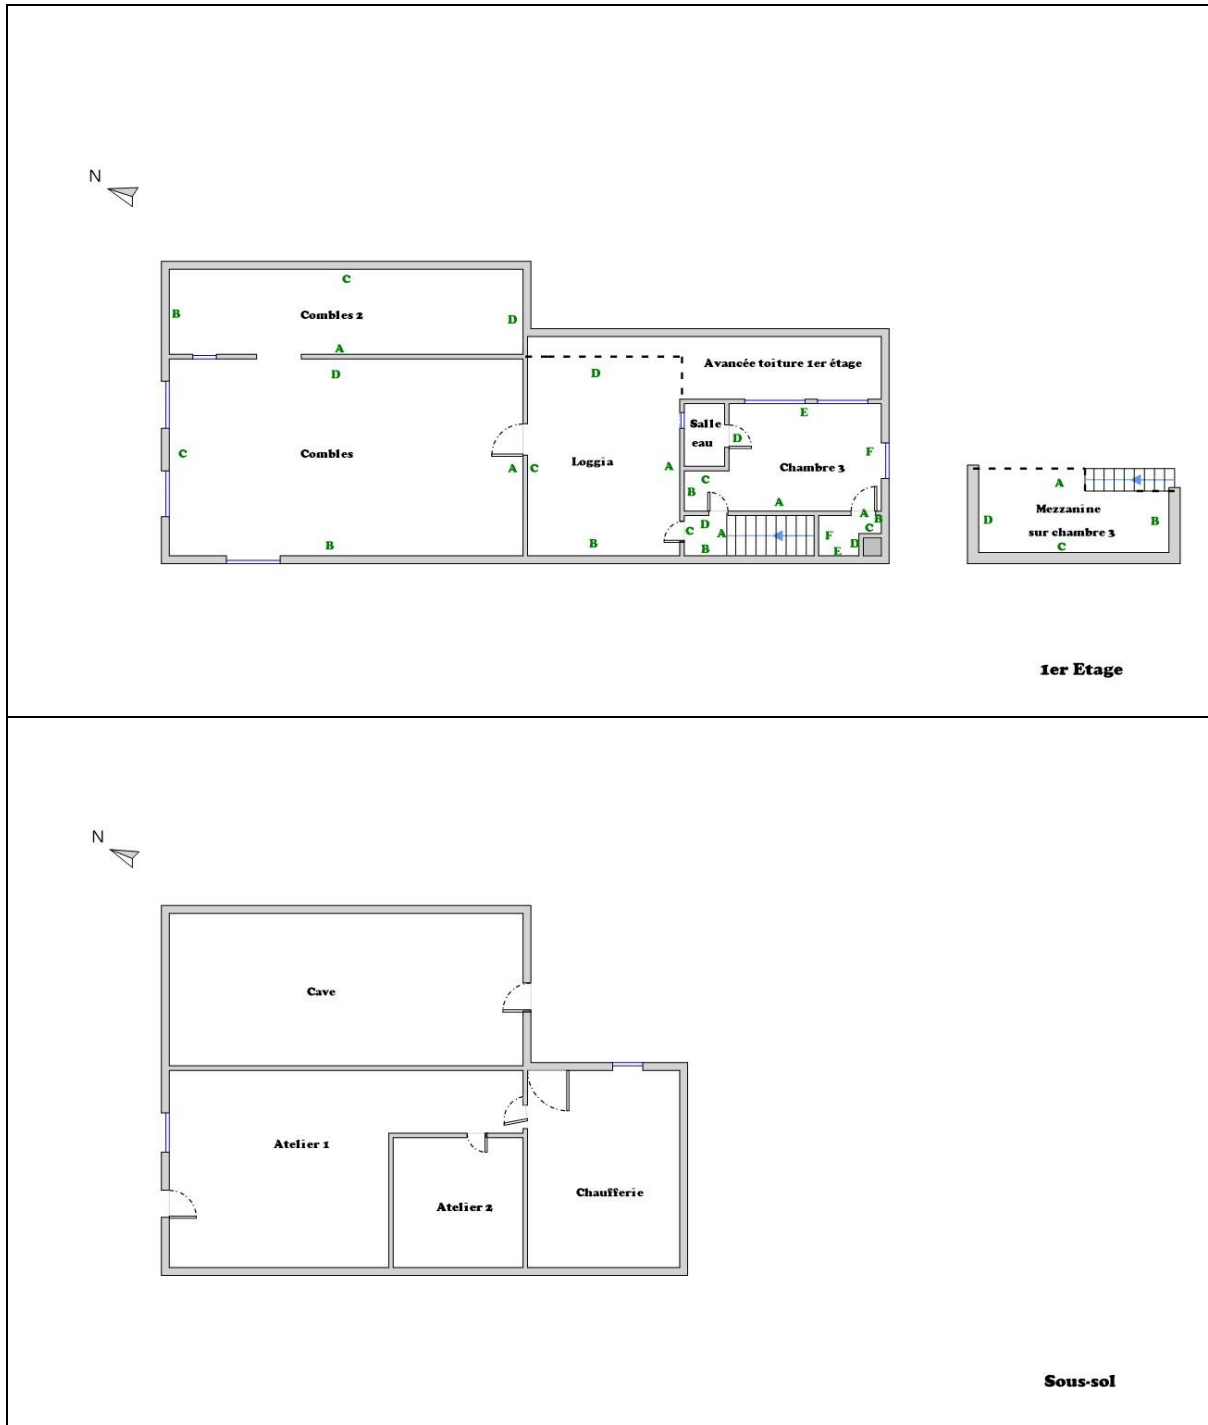 N
C
B
Combles 2
D
A
D
C
Combles
A
B
D
C
Loggia
A
B
Avancée toiture 1er étage
Salle
eau
D
E
F
Chambre 3
C
B
A
C
D
A
B
A
B
C
F
D
E
A
Mezzanine
D
B
sur chambre 3
C
1er Etage
N
Cave
Atelier 1
Atelier 2
Chaufferie
Sous-sol